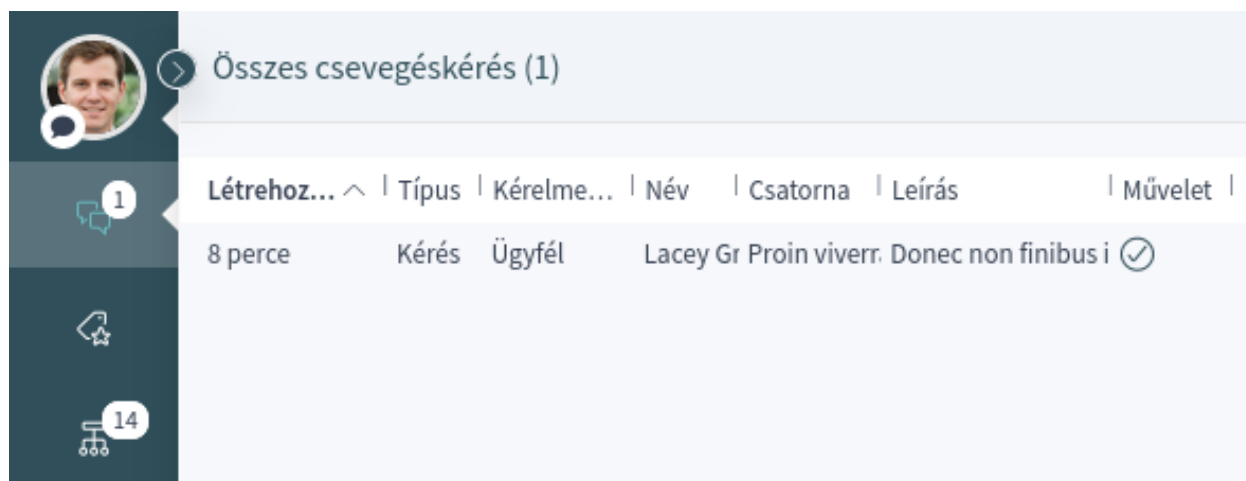 Összes csevegéskérés (1)
1
Létrehoz... Típus Kérelme... Név Csatorna Leírás Művelet
8 perce Kérés Ügyfél Lacey Gr Proin viverr Donec non finibus i
14